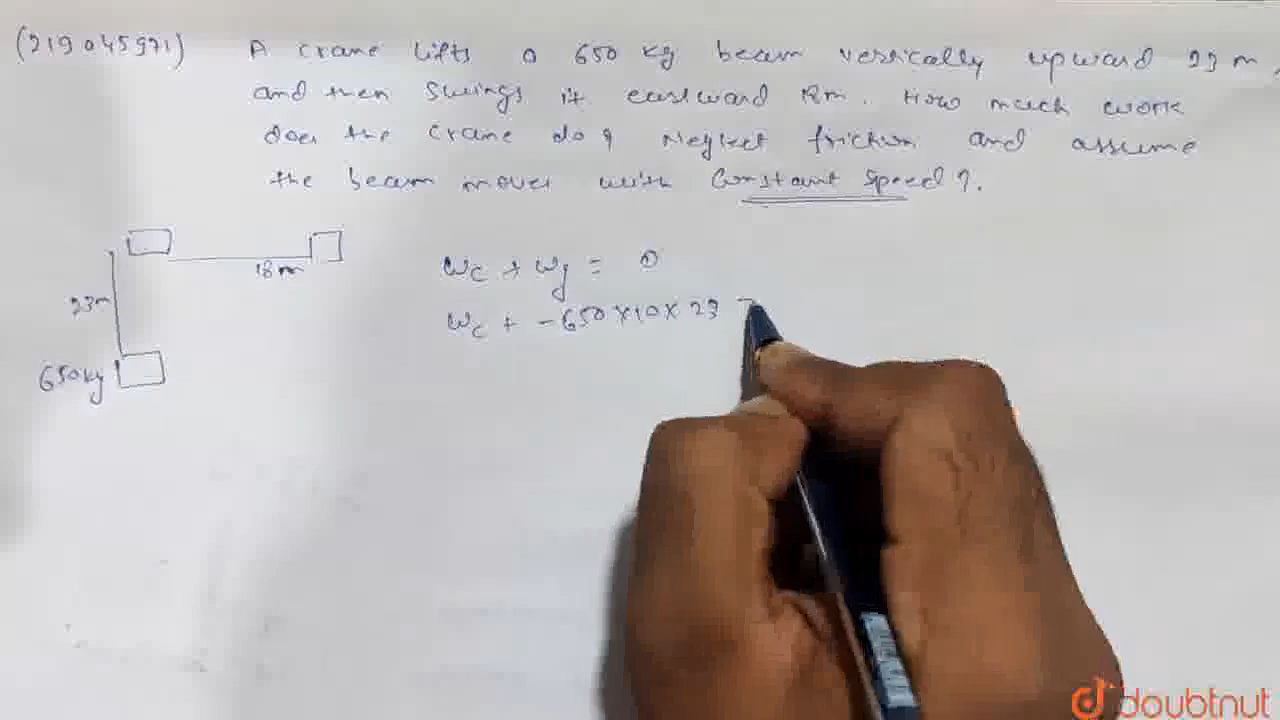 (219045971) A crane lifts a 650 kg beam vertically upward 23 m,
and then swings it eastward 18m. How much work
does the crane do? Neglect friction and assume
the beam moves with Constant Speed?.
18m
23m
650kg
Wc + Wg = 0
Wc + -650×10×23 =
doubtnut